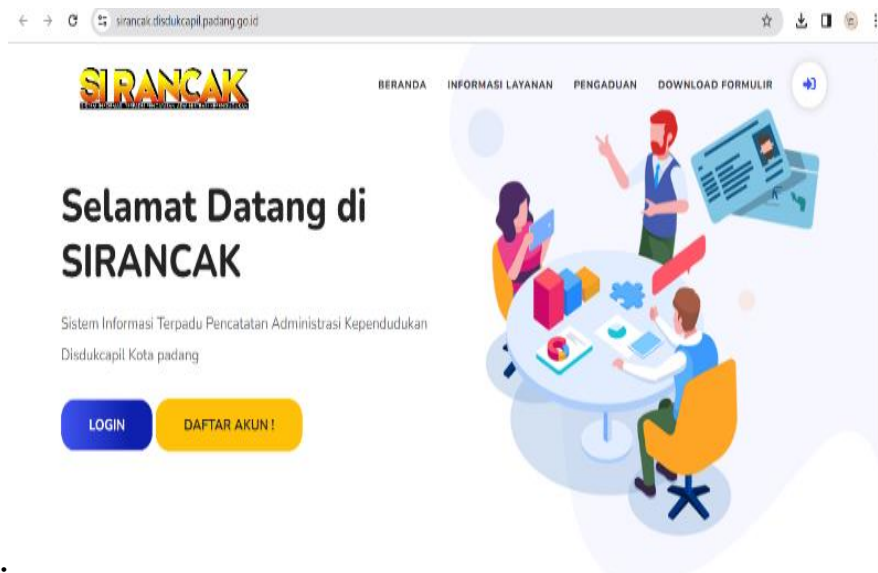 sirancak.disdukcapil.padang.go.id
SIRANCAK
BERANDA INFORMASI LAYANAN PENGADUAN DOWNLOAD FORMULIR
Selamat Datang di
SIRANCAK
Sistem Informasi Terpadu Pencatatan Administrasi Kependudukan
Disdukcapil Kota padang
LOGIN DAFTAR AKUN !
.